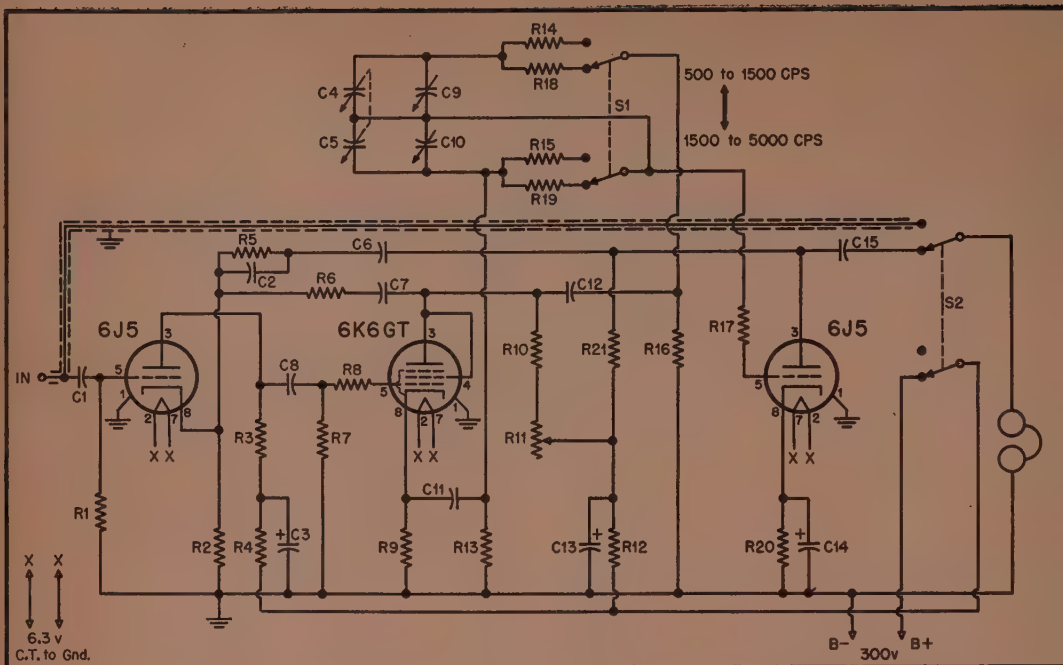 R14
R18
C4
C9
500 to 1500 CPS
S1
C5
C10
R15
1500 to 5000 CPS
R19
R5
C6
C15
C2
R6
C7
C12
S2
R17
6J5
6K6GT
R10
R21
R16
6J5
3
3
3
IN
C1
5
1
2
7
8
C8
R8
5
4
8
2
7
1
5
1
8
7
2
X X
R3
R7
X X
R11
X X
R1
C11
C3
+
R2
R4
R9
R13
C13
+
R12
R20
+
C14
X X
6.3 v
C.T. to Gnd.
B-
300v
B+